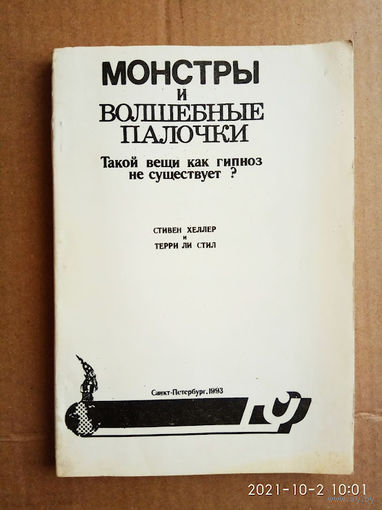 МОНСТРЫ
и
ВОЛШЕБНЫЕ
ПАЛОЧКИ
Такой вещи как гипноз
не существует ?
СТИВЕН ХЕЛЛЕР
и
ТЕРРИ ЛИ СТИЛ
Санкт-Петербург, 1993
2021-10-2 10:01